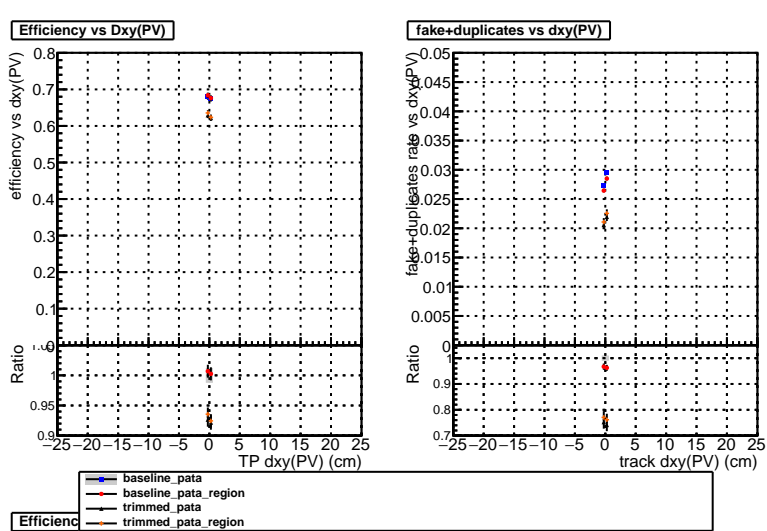 Efficiency vs Dxy(PV)
efficiency vs dxy(PV)
0.8
0.7
0.6
0.5
0.4
0.3
0.2
0.1
0
Ratio
1
0.95
0.9
−25 −20 −15 −10 −5 0 5 10 15 20 25
TP dxy(PV) (cm)
fake+duplicates vs dxy(PV)
fake+duplicates rate vs dxy(PV)
0.05
0.045
0.04
0.035
0.03
0.025
0.02
0.015
0.01
0.005
0
Ratio
1
0.9
0.8
0.7
−25 −20 −15 −10 −5 0 5 10 15 20 25
track dxy(PV) (cm)
baseline_pata
baseline_pata_region
trimmed_pata
trimmed_pata_region
Efficienc